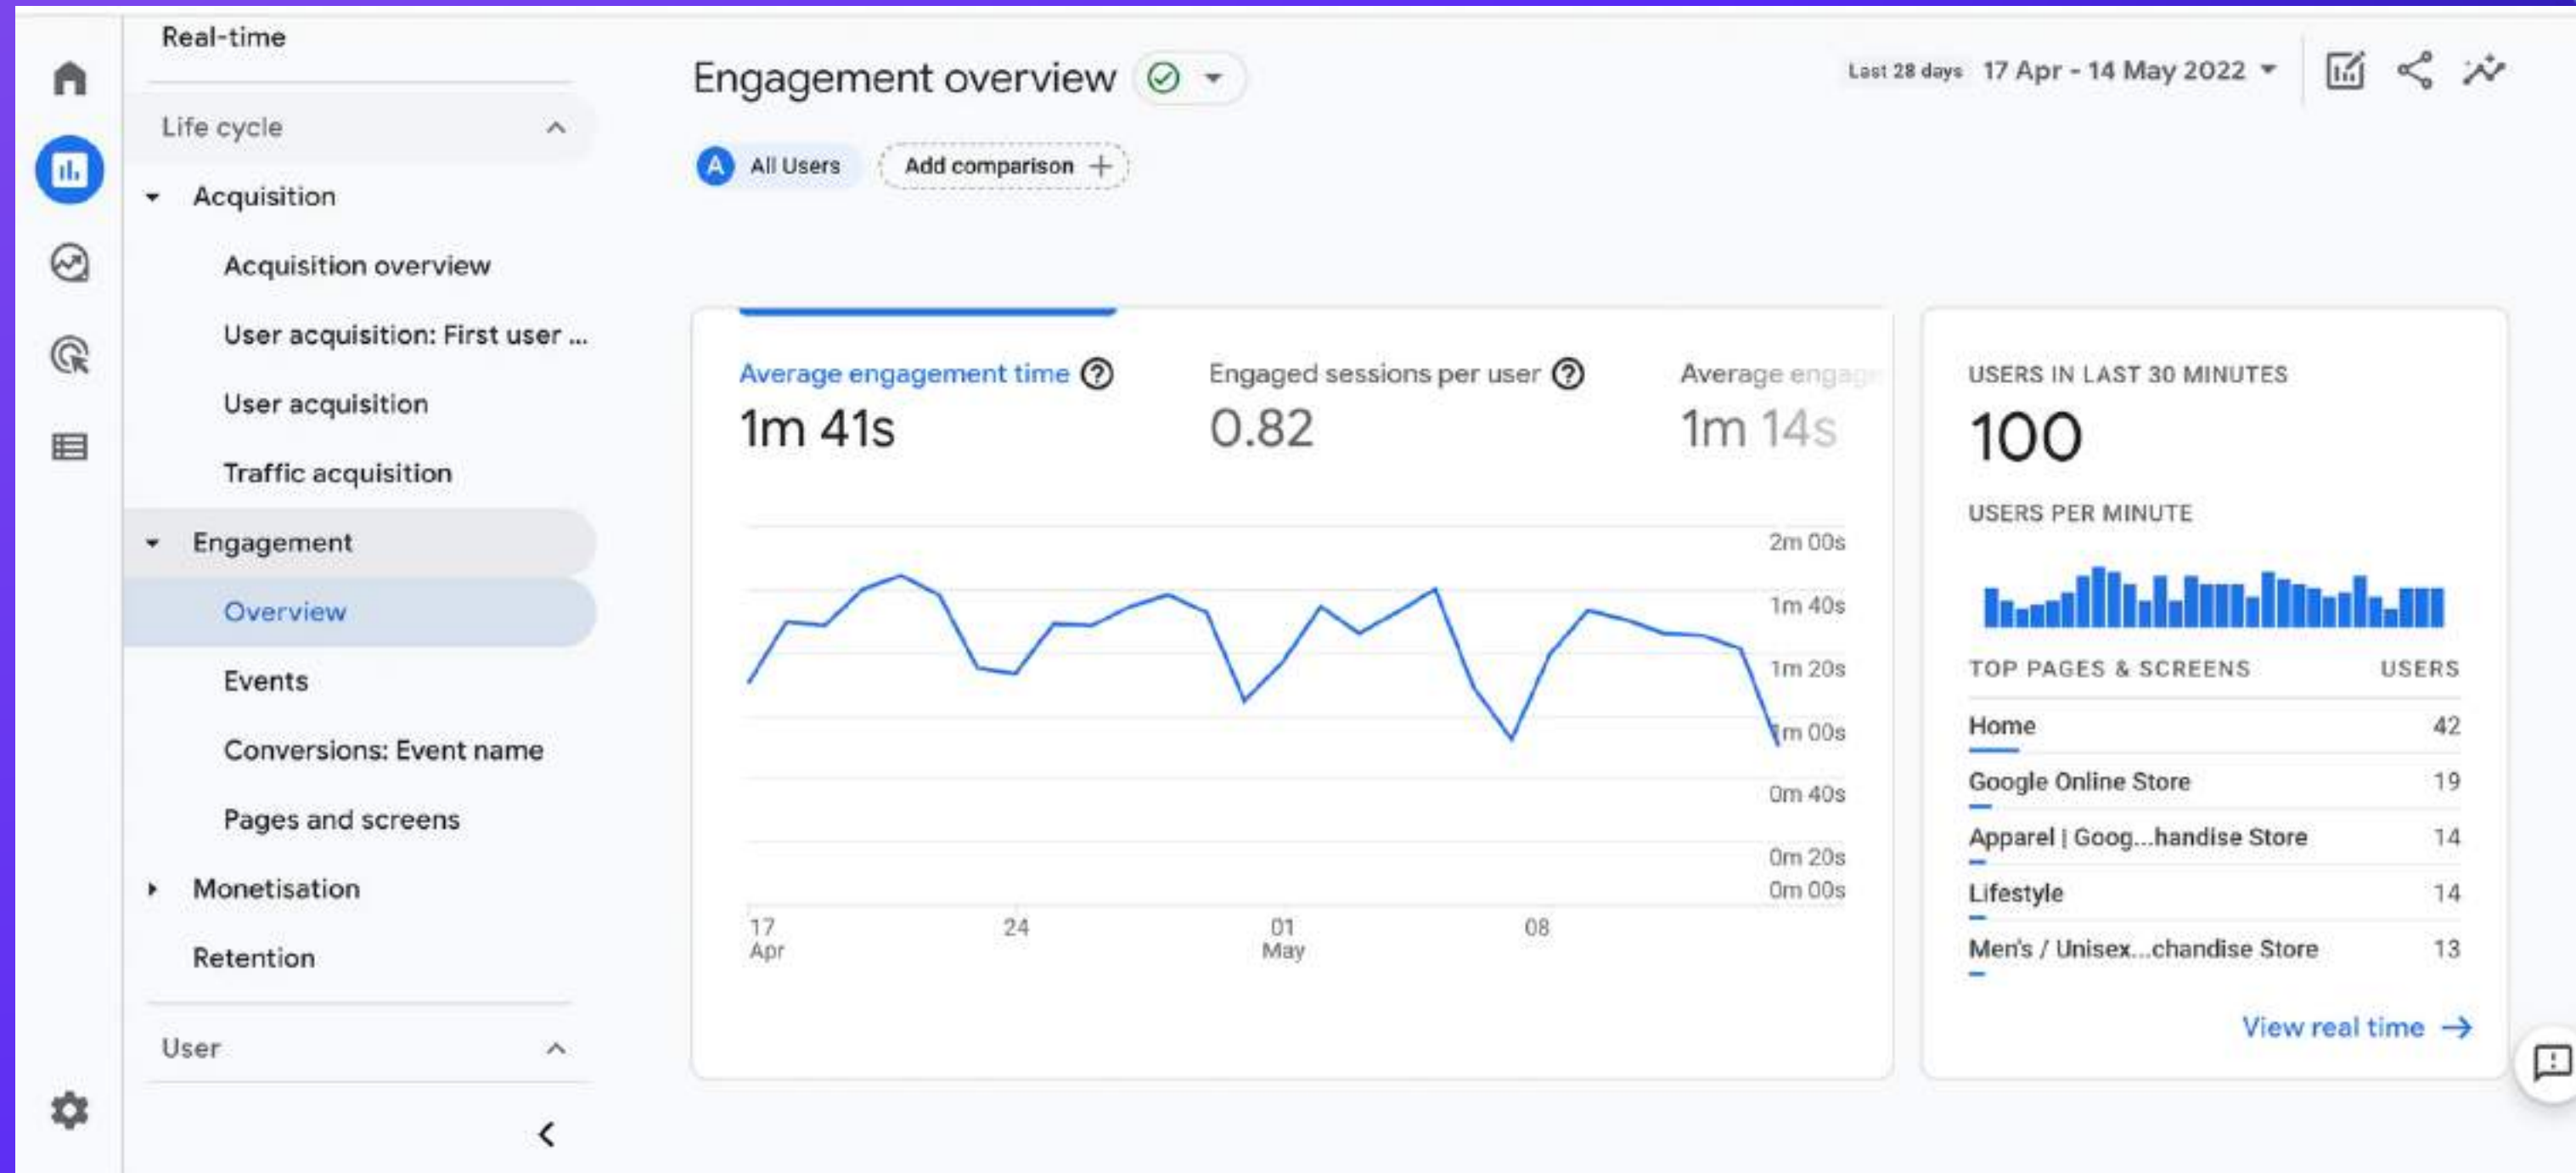 Real-time
Life cycle
Acquisition
Acquisition overview
User acquisition: First user ...
User acquisition
Traffic acquisition
Engagement
Overview
Events
Conversions: Event name
Pages and screens
Monetisation
Retention
User
Engagement overview
Last 28 days 17 Apr - 14 May 2022
A All Users
Add comparison +
Average engagement time
1m 41s
Engaged sessions per user
0.82
Average engage
1m 14s
2m 00s
1m 40s
1m 20s
1m 00s
0m 40s
0m 20s
0m 00s
17 24 01 08
Apr May
USERS IN LAST 30 MINUTES
100
USERS PER MINUTE
TOP PAGES & SCREENS USERS
Home 42
Google Online Store 19
Apparel | Goog...handise Store 14
Lifestyle 14
Men's / Unisex...chandise Store 13
View real time